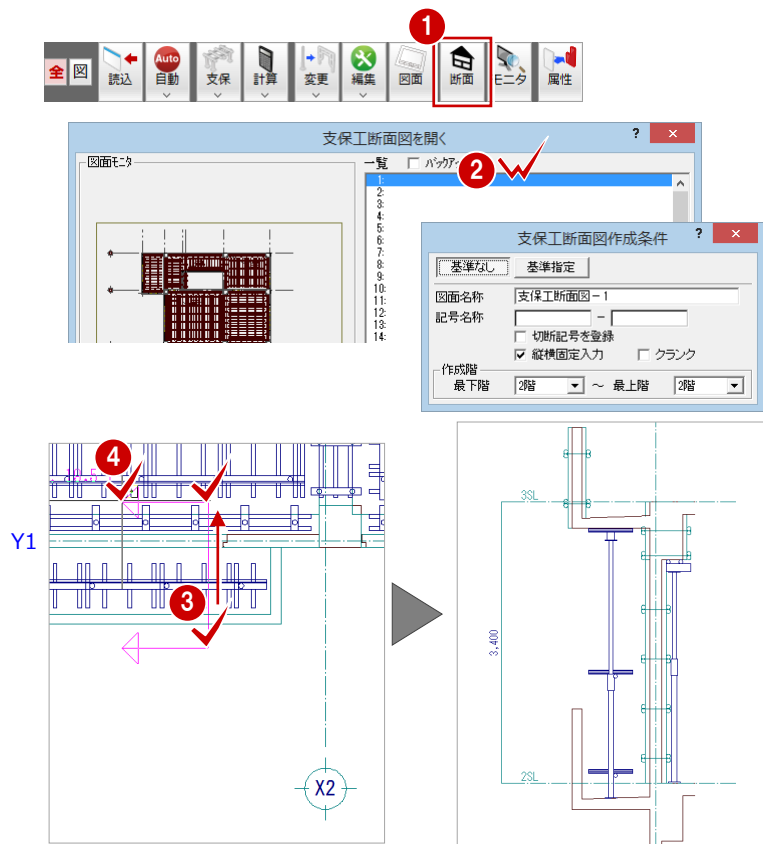 1
全 図 読込 Auto 自動 支保 計算 変更 編集 図面 断面 モニタ 属性
支保工断面図を開く ? ×
図面モニタ 一覧
2
1:
2:
3:
4:
5:
6:
7:
8:
9:
10:
11:
12:
13:
14:
支保工断面図作成条件 ? ×
基準なし 基準指定
図面名称 支保工断面図-1
記号名称 -
切断記号を登録
縦横固定入力 クランク
作成階
最下階 2階 ~ 最上階 2階
4
Y1
3
X2
3SL
3,400
2SL